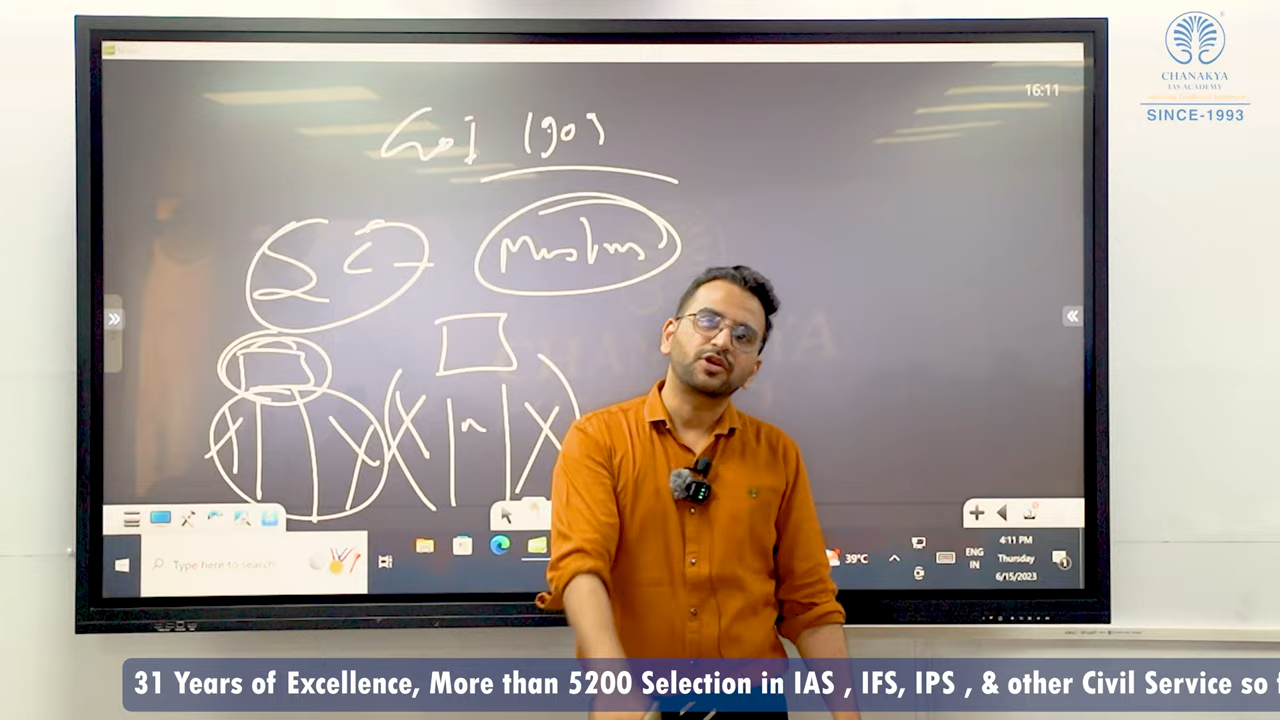 CHANAKYA
IAS ACADEMY
SINCE-1993
16:11
GoI 1909
SC Muslims
Type here to search
39°C
ENG
IN
4:11 PM
Thursday
6/15/2023
31 Years of Excellence, More than 5200 Selection in IAS , IFS, IPS , & other Civil Service so